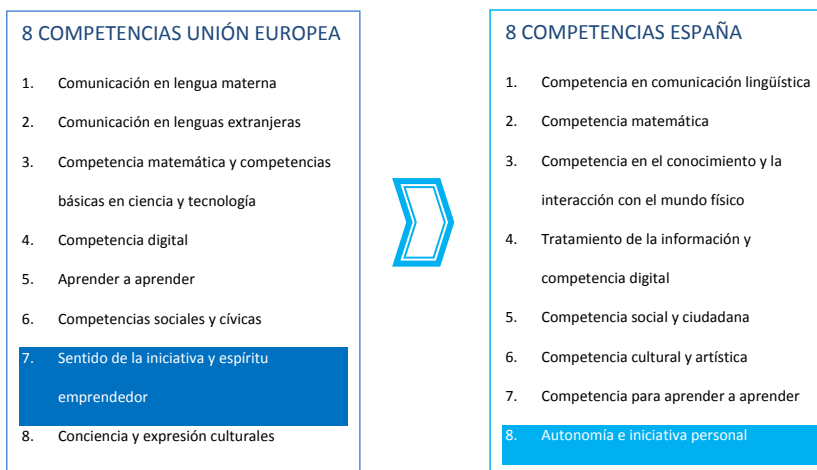 8 COMPETENCIAS UNIÓN EUROPEA
1. Comunicación en lengua materna
2. Comunicación en lenguas extranjeras
3. Competencia matemática y competencias
básicas en ciencia y tecnología
4. Competencia digital
5. Aprender a aprender
6. Competencias sociales y cívicas
7. Sentido de la iniciativa y espíritu
emprendedor
8. Conciencia y expresión culturales
8 COMPETENCIAS ESPAÑA
1. Competencia en comunicación lingüística
2. Competencia matemática
3. Competencia en el conocimiento y la
interacción con el mundo físico
4. Tratamiento de la información y
competencia digital
5. Competencia social y ciudadana
6. Competencia cultural y artística
7. Competencia para aprender a aprender
8. Autonomía e iniciativa personal